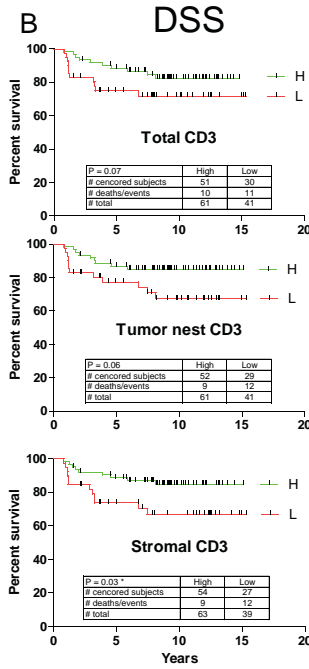 B
DSS
100
80
60
40
20
0
Percent survival
H
L
Total CD3
P = 0.07 High Low
# cencored subjects 51 30
# deaths/events 10 11
# total 61 41
0 5 10 15 20
100
80
60
40
20
0
Percent survival
H
L
Tumor nest CD3
P = 0.06 High Low
# cencored subjects 52 29
# deaths/events 9 12
# total 61 41
0 5 10 15 20
100
80
60
40
20
0
Percent survival
H
L
Stromal CD3
P = 0.03 * High Low
# cencored subjects 54 27
# deaths/events 9 12
# total 63 39
0 5 10 15 20
Years